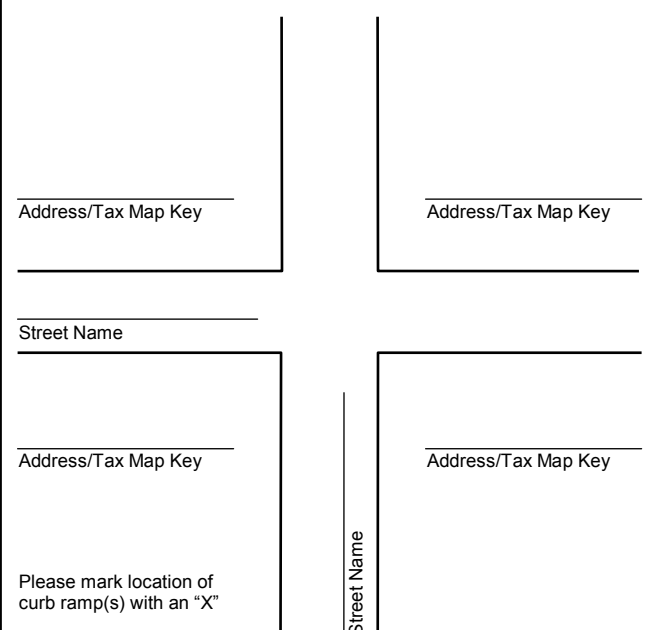 Address/Tax Map Key
Address/Tax Map Key
Street Name
Address/Tax Map Key
Address/Tax Map Key
Please mark location of
curb ramp(s) with an “X”
Street Name